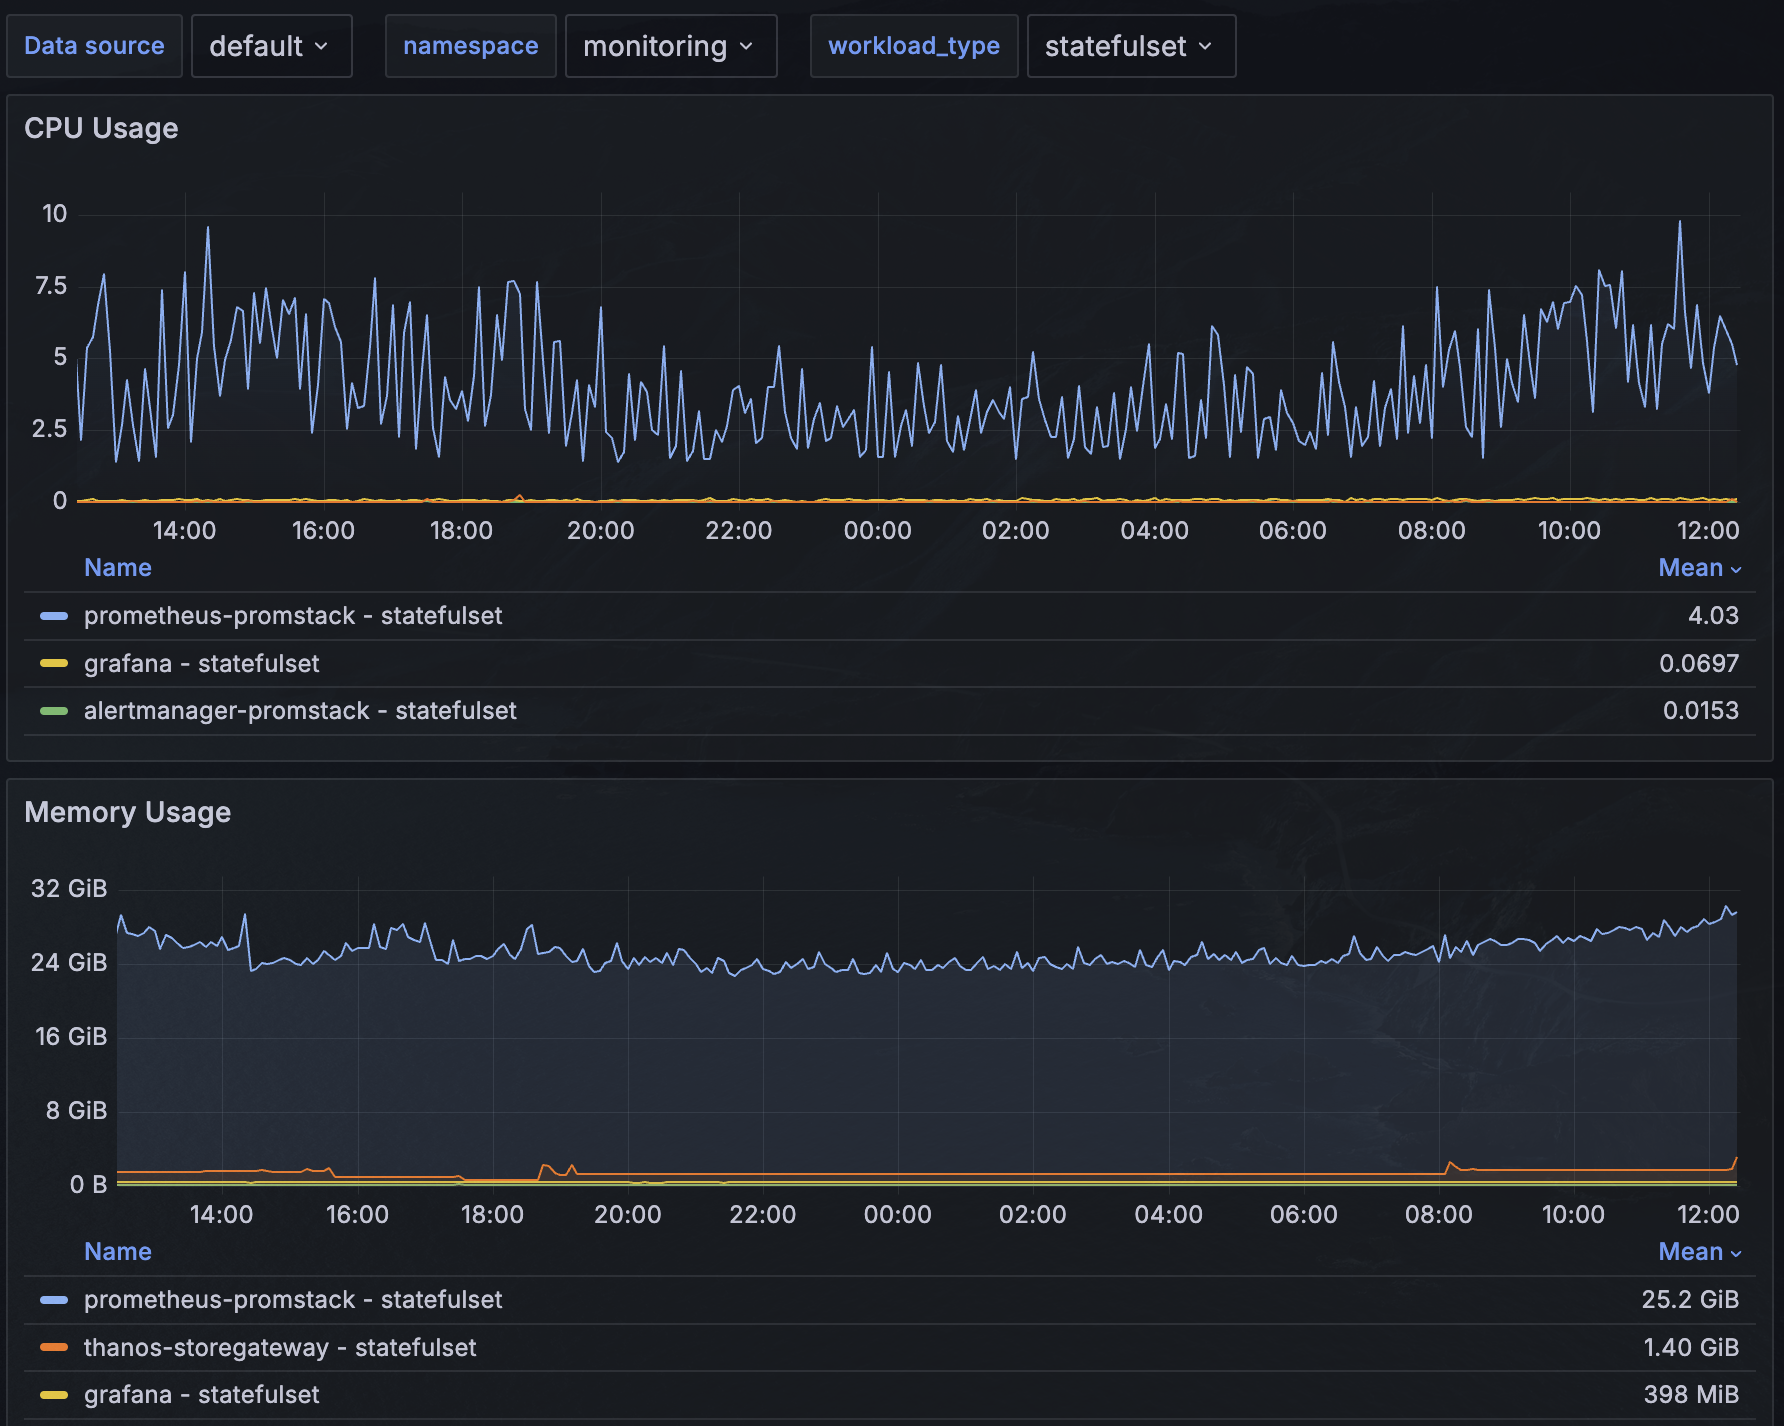 Data source default namespace monitoring workload_type statefulset
CPU Usage
10
7.5
5
2.5
0
14:00 16:00 18:00 20:00 22:00 00:00 02:00 04:00 06:00 08:00 10:00 12:00
Name Mean
prometheus-promstack - statefulset 4.03
grafana - statefulset 0.0697
alertmanager-promstack - statefulset 0.0153
Memory Usage
32 GiB
24 GiB
16 GiB
8 GiB
0 B
14:00 16:00 18:00 20:00 22:00 00:00 02:00 04:00 06:00 08:00 10:00 12:00
Name Mean
prometheus-promstack - statefulset 25.2 GiB
thanos-storegateway - statefulset 1.40 GiB
grafana - statefulset 398 MiB